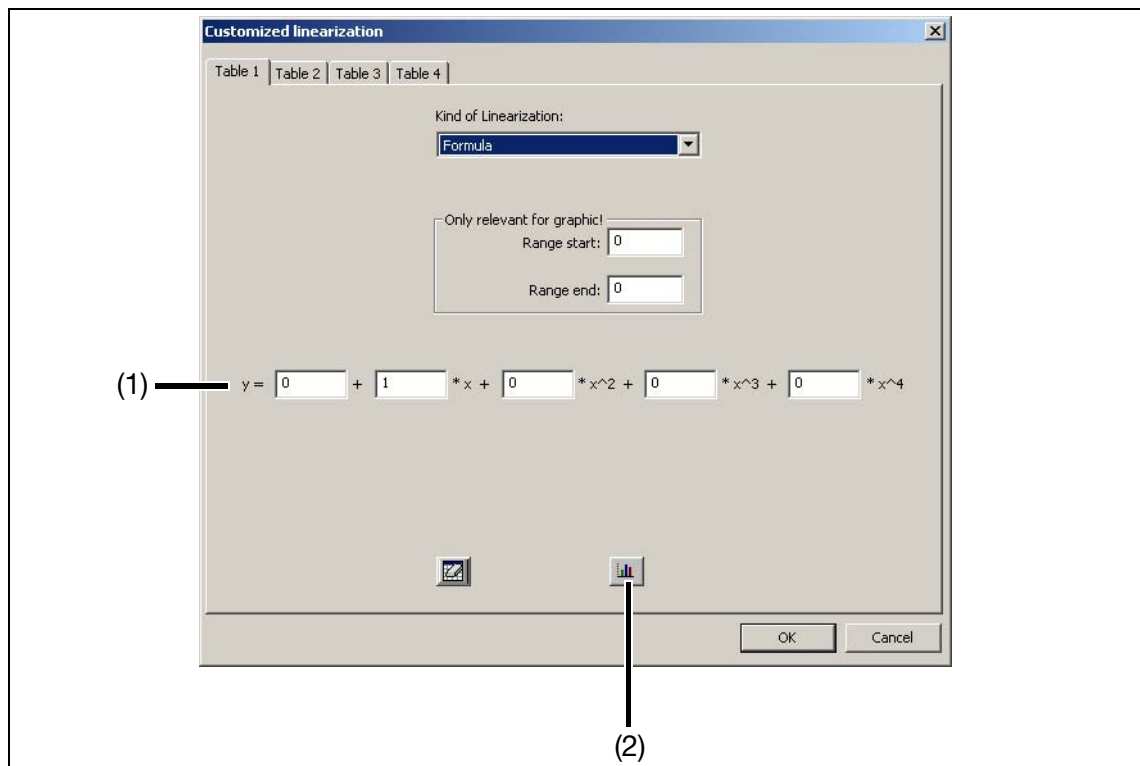 Customized linearization
Table 1 Table 2 Table 3 Table 4
Kind of Linearization:
Formula
Only relevant for graphic!
Range start: 0
Range end: 0
(1) y = 0 + 1 * x + 0 * x^2 + 0 * x^3 + 0 * x^4
OK Cancel
(2)